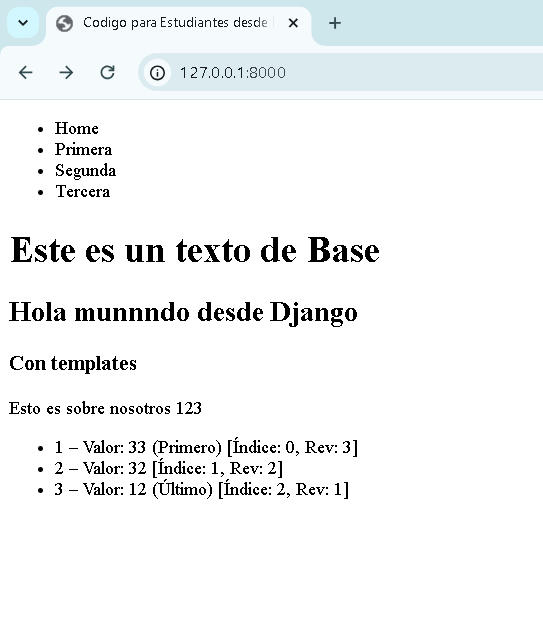 Codigo para Estudiantes desde
127.0.0.1:8000
Home
Primera
Segunda
Tercera
Este es un texto de Base
Hola munnndo desde Django
Con templates
Esto es sobre nosotros 123
1 – Valor: 33 (Primero) [Índice: 0, Rev: 3]
2 – Valor: 32 [Índice: 1, Rev: 2]
3 – Valor: 12 (Último) [Índice: 2, Rev: 1]